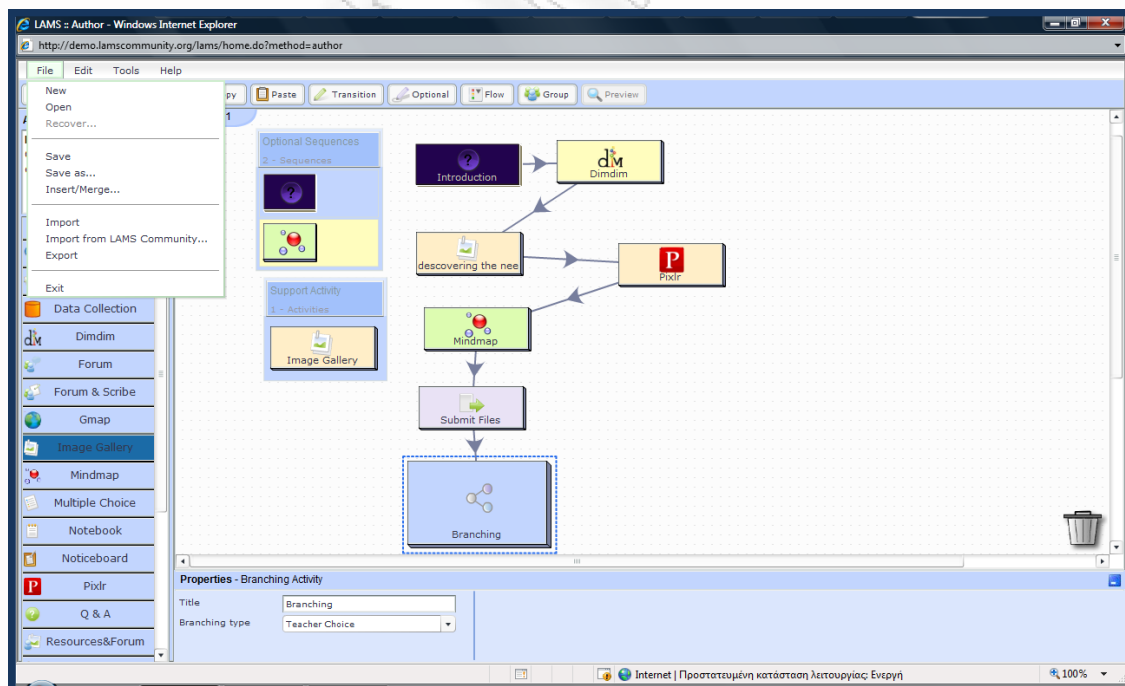 LAMS :: Author - Windows Internet Explorer
http://demo.lamscommunity.org/lams/home.do?method=author
File Edit Tools Help
New
Open
Recover...
Save
Save as...
Insert/Merge...
Import
Import from LAMS Community...
Export
Exit
py Paste Transition Optional Flow Group Preview
1
Optional Sequences
2 - Sequences
Support Activity
1 - Activities
Image Gallery
Introduction
dM
Dimdim
descovering the nee
P
Pixlr
Mindmap
Submit Files
Branching
Data Collection
dM Dimdim
Forum
Forum & Scribe
Gmap
Image Gallery
Mindmap
Multiple Choice
Notebook
Noticeboard
P Pixlr
Q & A
Resources&Forum
Properties - Branching Activity
Title Branching
Branching type Teacher Choice
Internet | Προστατευμένη κατάσταση λειτουργίας: Ενεργή
100%